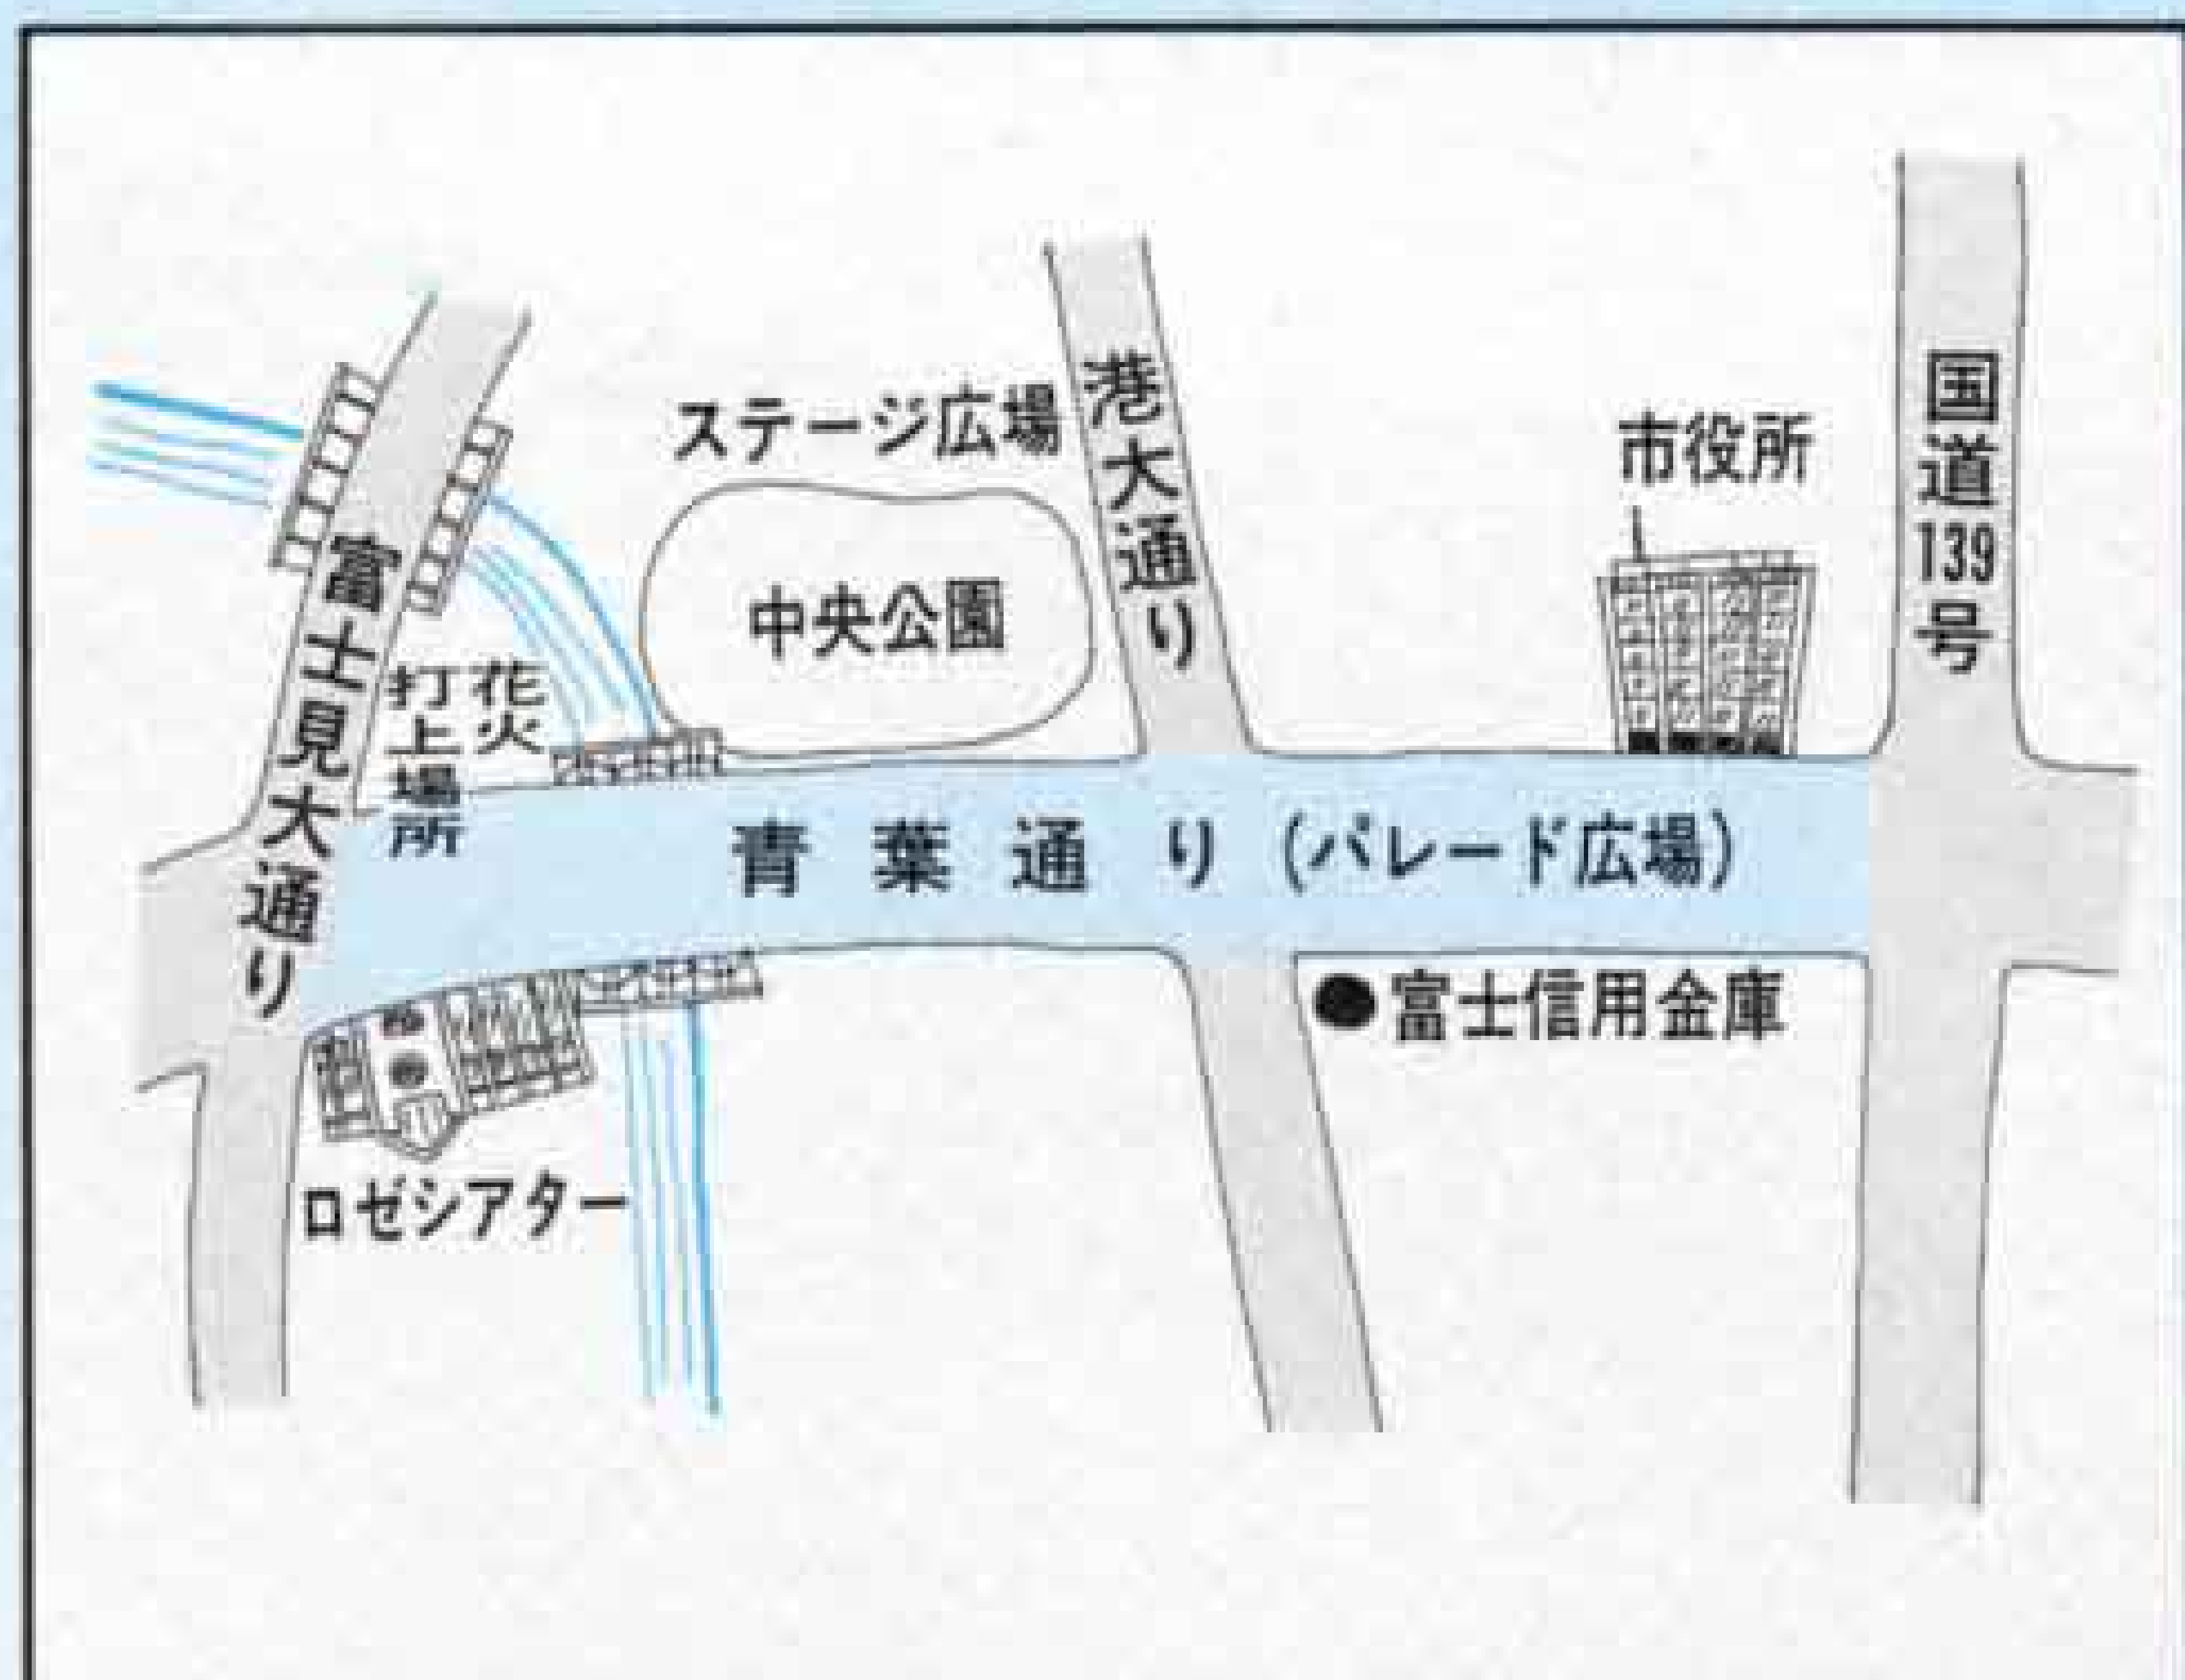 ステージ広場
港大通り
国道139号
市役所
中央公園
富士見大通り
花火
打上場所
青葉通り（パレード広場）
●富士信用金庫
ロゼシアター